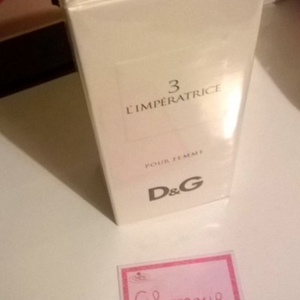 3
L'IMPÉRATRICE
POUR FEMME
D&G